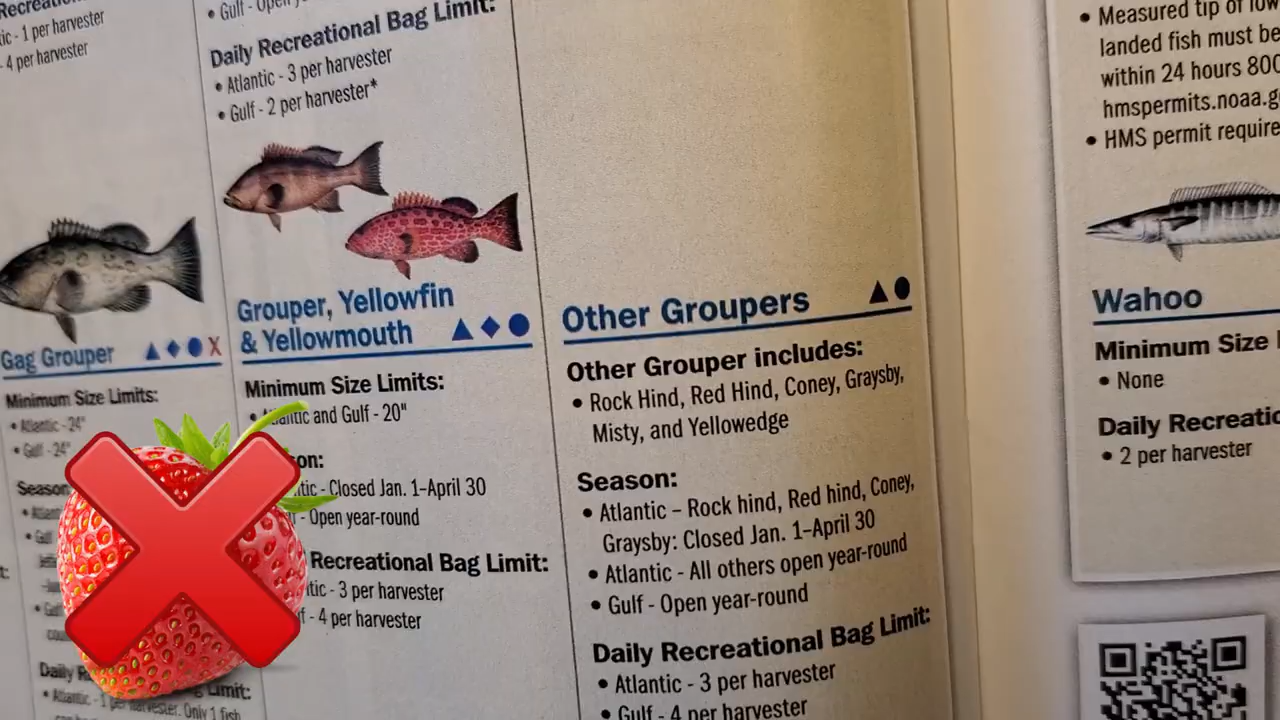 ic - 1 per harvester
- 4 per harvester
Gag Grouper
Minimum Size Limits:
• Atlantic - 24"
• Gulf - 24"
Season
Daily
Limit:
• Atlantic - 1 per harvester. Only 1 fish
• Gulf - Open
Daily Recreational Bag Limit:
• Atlantic - 3 per harvester
• Gulf - 2 per harvester*
Grouper, Yellowfin
& Yellowmouth
Minimum Size Limits:
• Atlantic and Gulf - 20"
on:
tic - Closed Jan. 1–April 30
- Open year-round
Recreational Bag Limit:
tic - 3 per harvester
f - 4 per harvester
Other Groupers
Other Grouper includes:
• Rock Hind, Red Hind, Coney, Graysby,
Misty, and Yellowedge
Season:
• Atlantic – Rock hind, Red hind, Coney,
Graysby: Closed Jan. 1–April 30
• Atlantic - All others open year-round
• Gulf - Open year-round
Daily Recreational Bag Limit:
• Atlantic - 3 per harvester
• Gulf - 4 per harvester
• Measured tip of low
landed fish must be
within 24 hours 800
hmspermits.noaa.g
• HMS permit require
Wahoo
Minimum Size
• None
Daily Recreatio
• 2 per harvester